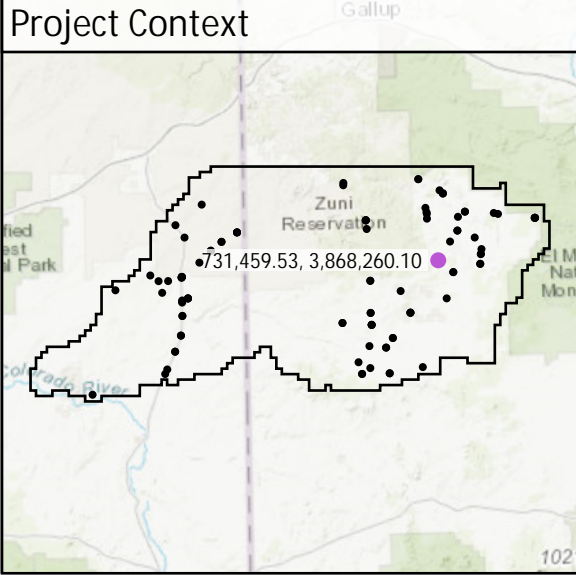 Project Context
Gallup
Zuni
Reservation
fied
est
al Park
731,459.53, 3,868,260.10
El M
Nat
Mon
Colorado River
102